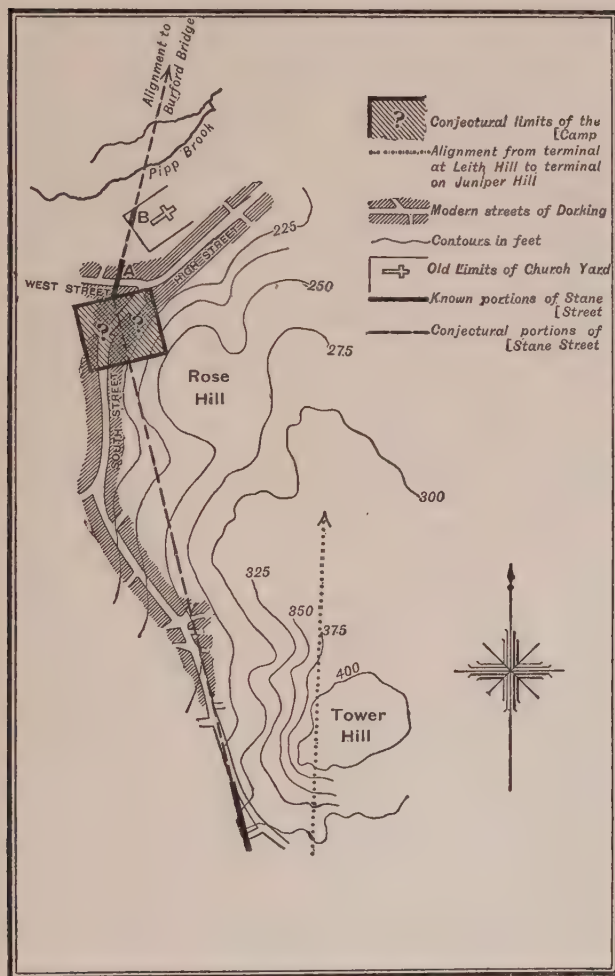 Alignment to
Burford Bridge
Pipp Brook
B
A
WEST STREET
HIGH STREET
SOUTH STREET
? ?
225
250
275
300
325
350
375
400
Rose
Hill
Tower
Hill
?
Conjectural limits of the
[Camp
Alignment from terminal
at Leith Hill to terminal
on Juniper Hill
Modern streets of Dorking
Contours in feet
Old Limits of Church Yard
Known portions of Stane
[Street
Conjectural portions of
[Stane Street